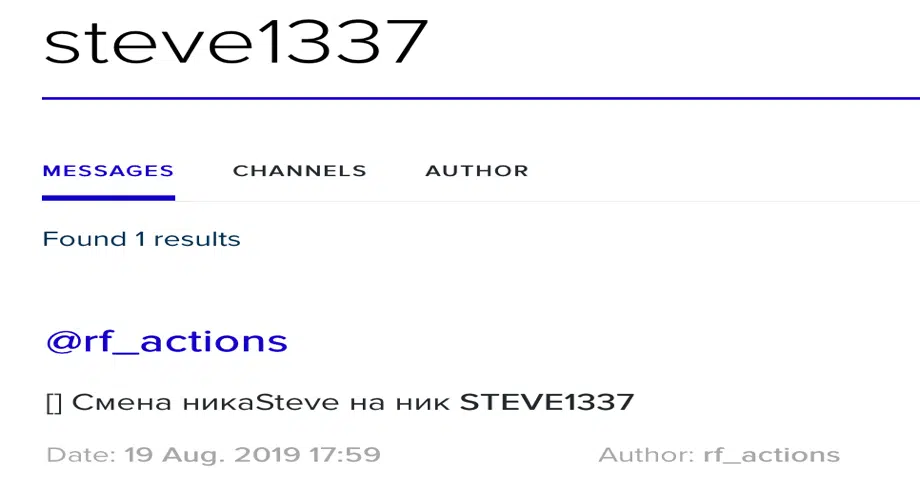 steve1337
MESSAGES CHANNELS AUTHOR
Found 1 results
@rf_actions
[] Смена никаSteve на ник STEVE1337
Date: 19 Aug. 2019 17:59 Author: rf_actions